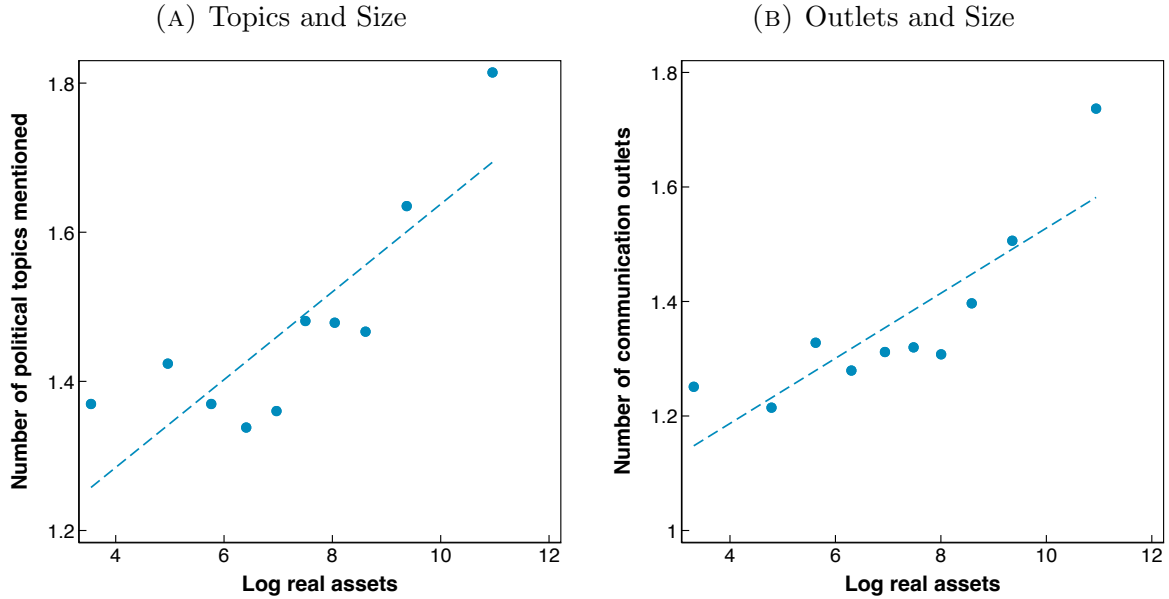 (A) Topics and Size
Number of political topics mentioned
1.8
1.6
1.4
1.2
4 6 8 10 12
Log real assets
(B) Outlets and Size
Number of communication outlets
1.8
1.6
1.4
1.2
1
4 6 8 10 12
Log real assets